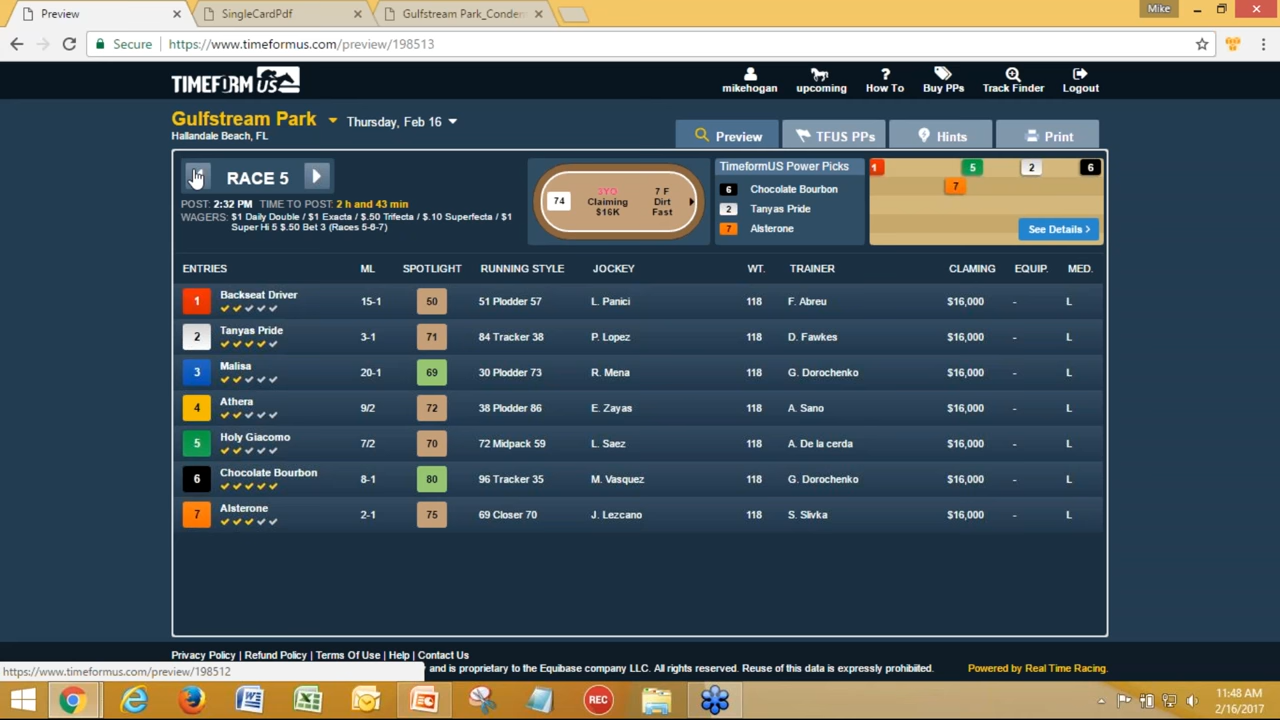 Preview
SingleCardPdf
Gulfstream Park_Conden
Mike
Secure https://www.timeformus.com/preview/198513
TIMEFORM US
mikehogan upcoming How To Buy PPs Track Finder Logout
Gulfstream Park Thursday, Feb 16
Hallandale Beach, FL
Preview TFUS PPs Hints Print
RACE 5
POST: 2:32 PM TIME TO POST: 2 h and 43 min
WAGERS: $1 Daily Double / $1 Exacta / $.50 Trifecta / $.10 Superfecta / $1
Super Hi 5 $.50 Bet 3 (Races 5-6-7)
74
3YO
Claiming
$16K
7 F
Dirt
Fast
TimeformUS Power Picks
6 Chocolate Bourbon
2 Tanyas Pride
7 Alsterone
1 5 2 6
7
See Details >
ENTRIES ML SPOTLIGHT RUNNING STYLE JOCKEY WT. TRAINER CLAMING EQUIP. MED.
1 Backseat Driver 15-1 50 51 Plodder 57 L. Panici 118 F. Abreu $16,000 - L
2 Tanyas Pride 3-1 71 84 Tracker 38 P. Lopez 118 D. Fawkes $16,000 - L
3 Malisa 20-1 69 30 Plodder 73 R. Mena 118 G. Dorochenko $16,000 - L
4 Athera 9/2 72 38 Plodder 86 E. Zayas 118 A. Sano $16,000 - L
5 Holy Giacomo 7/2 70 72 Midpack 59 L. Saez 118 A. De la cerda $16,000 - L
6 Chocolate Bourbon 8-1 80 96 Tracker 35 M. Vasquez 118 G. Dorochenko $16,000 - L
7 Alsterone 2-1 75 69 Closer 70 J. Lezcano 118 S. Slivka $16,000 - L
Privacy Policy | Refund Policy | Terms Of Use | Help | Contact Us
https://www.timeformus.com/preview/198512
and is proprietary to the Equibase company LLC. All rights reserved. Reuse of this data is expressly prohibited.
Powered by Real Time Racing.
REC
11:48 AM
2/16/2017